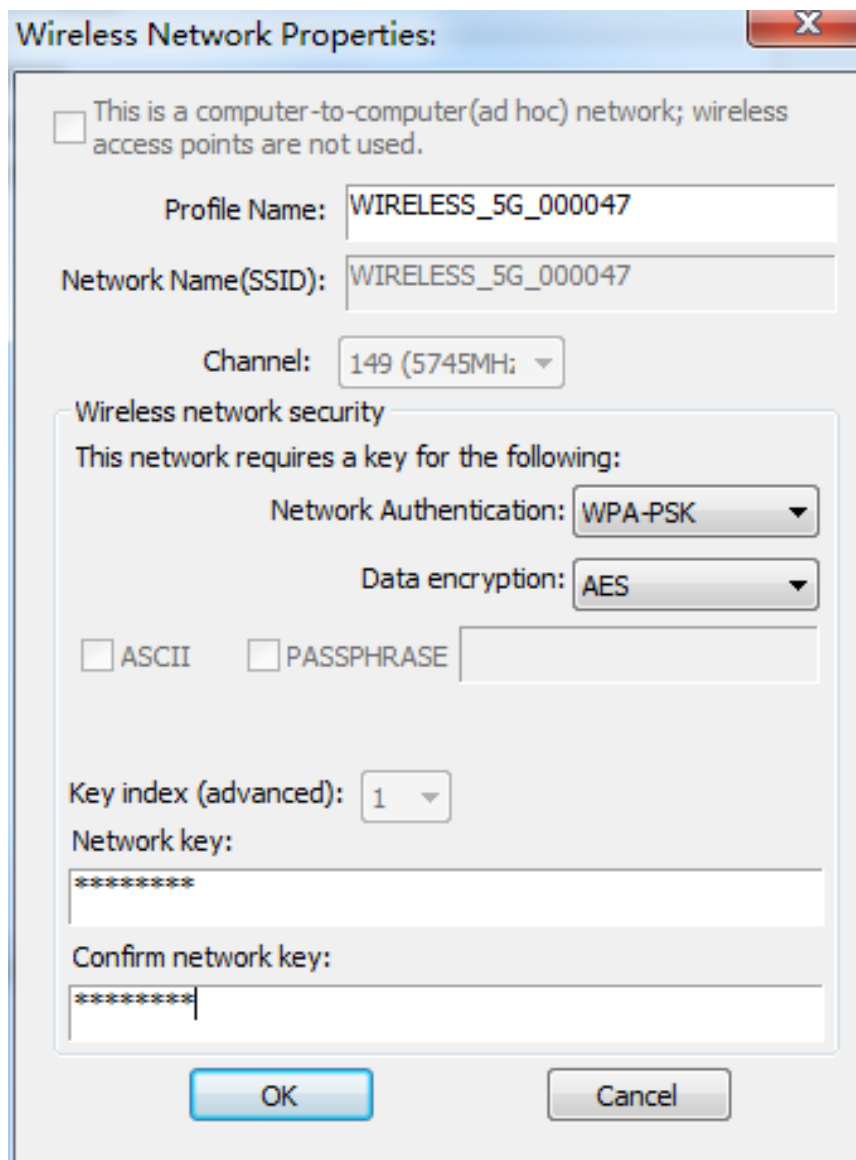 Wireless Network Properties:
This is a computer-to-computer(ad hoc) network; wireless
access points are not used.
Profile Name: WIRELESS_5G_000047
Network Name(SSID): WIRELESS_5G_000047
Channel: 149 (5745MHz
Wireless network security
This network requires a key for the following:
Network Authentication: WPA-PSK
Data encryption: AES
ASCII PASSPHRASE
Key index (advanced): 1
Network key:
********
Confirm network key:
********
OK Cancel